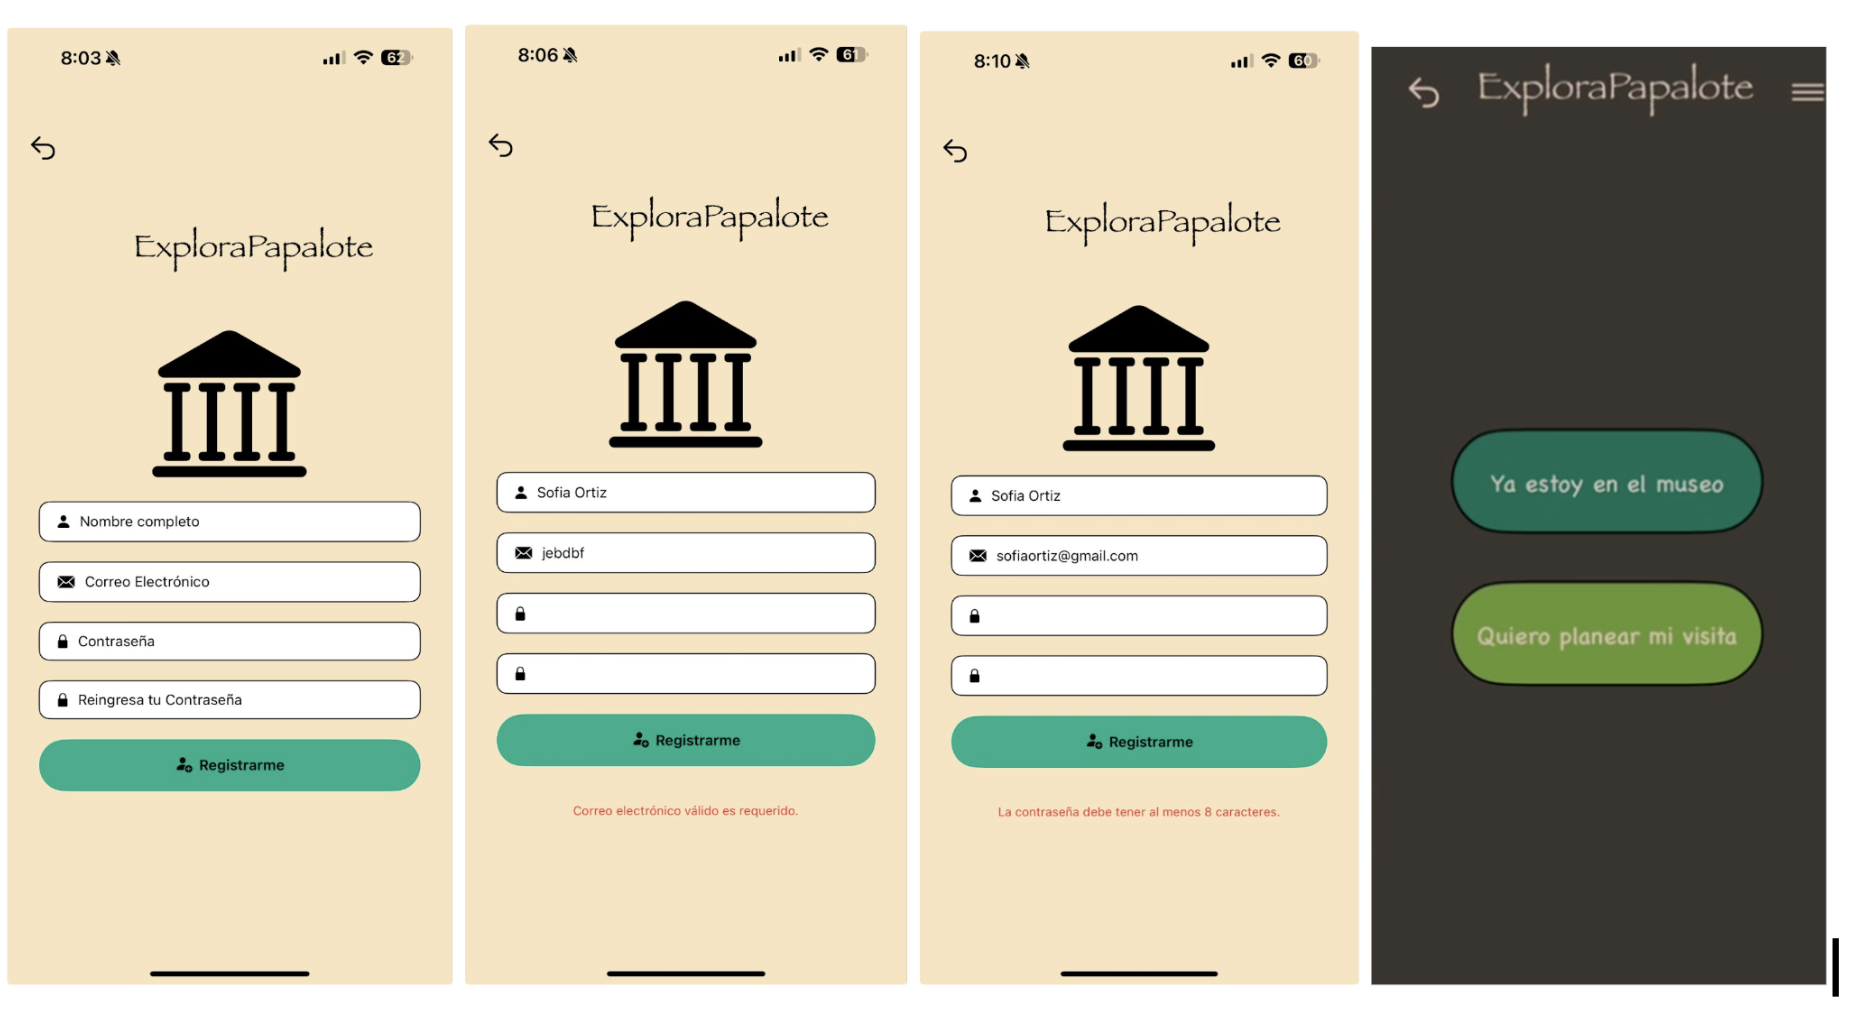 8:03
62
ExploraPapalote
Nombre completo
Correo Electrónico
Contraseña
Reingresa tu Contraseña
Registrarme
8:06
61
ExploraPapalote
Sofia Ortiz
jebdbf
Registrarme
Correo electrónico válido es requerido.
8:10
60
ExploraPapalote
Sofia Ortiz
sofiaortiz@gmail.com
Registrarme
La contraseña debe tener al menos 8 caracteres.
ExploraPapalote
Ya estoy en el museo
Quiero planear mi visita